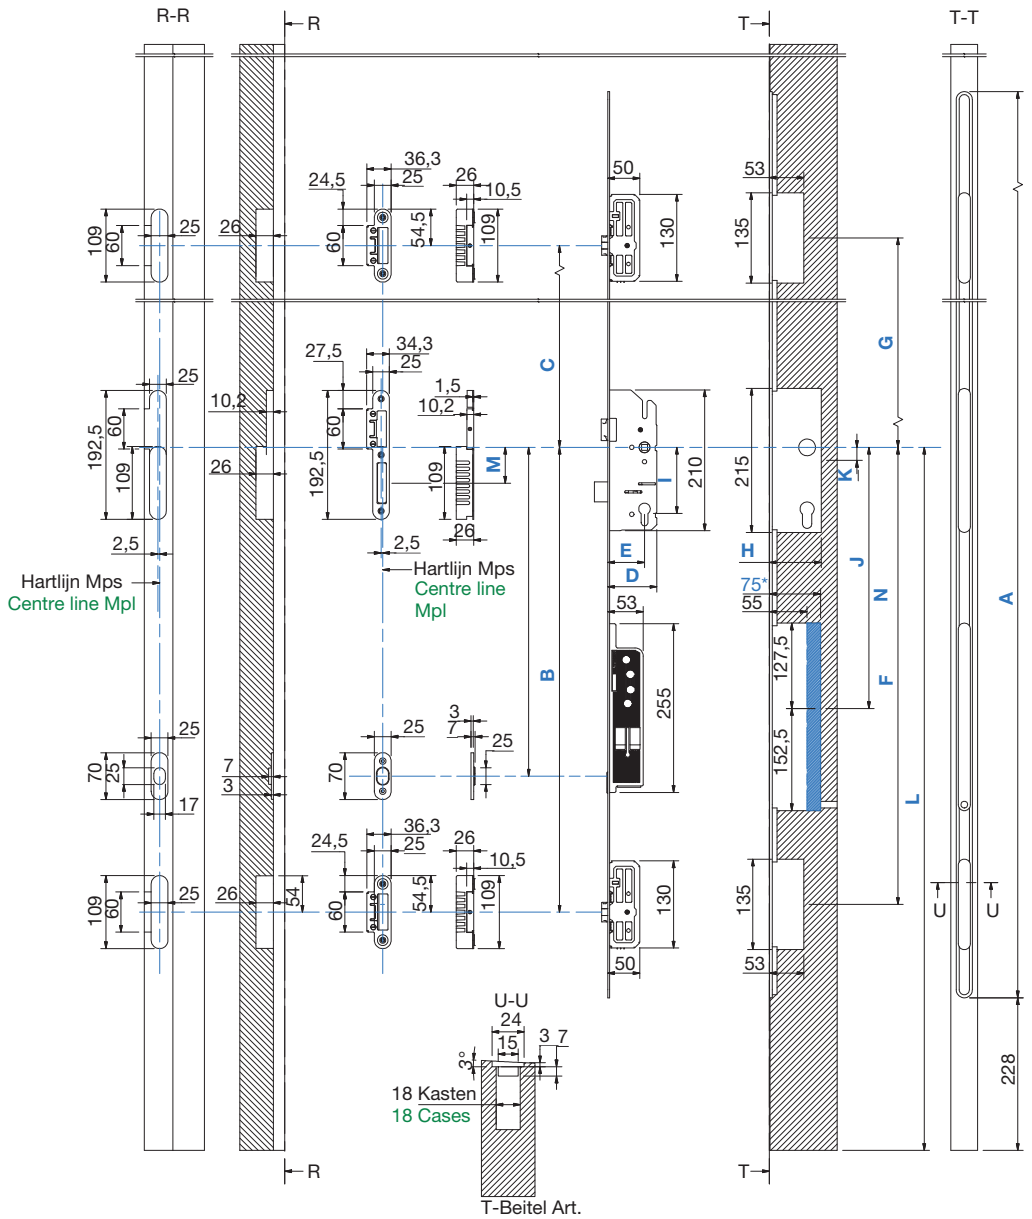 R-R
R
T
T-T
36,3
24,5
25
26
10,5
50
53
25
26
109
60
60
54,5
109
130
135
G
C
27,5
34,3
25
25
1,5
10,2
10,2
192,5
60
109
26
192,5
60
109
M
26
I
210
215
K
2,5
2,5
E
H
J
D
N
A
Hartlijn Mps
Centre line Mpl
Hartlijn Mps
Centre line
Mpl
75*
55
53
127,5
F
B
255
152,5
25
70
25
17
7
3
25
70
3
7
25
L
36,3
24,5
25
26
10,5
25
26
109
60
54
60
54,5
109
130
135
U
U
50
53
U-U
24
15
3
7
3°
18 Kasten
18 Cases
228
R
T
T-Beitel Art.